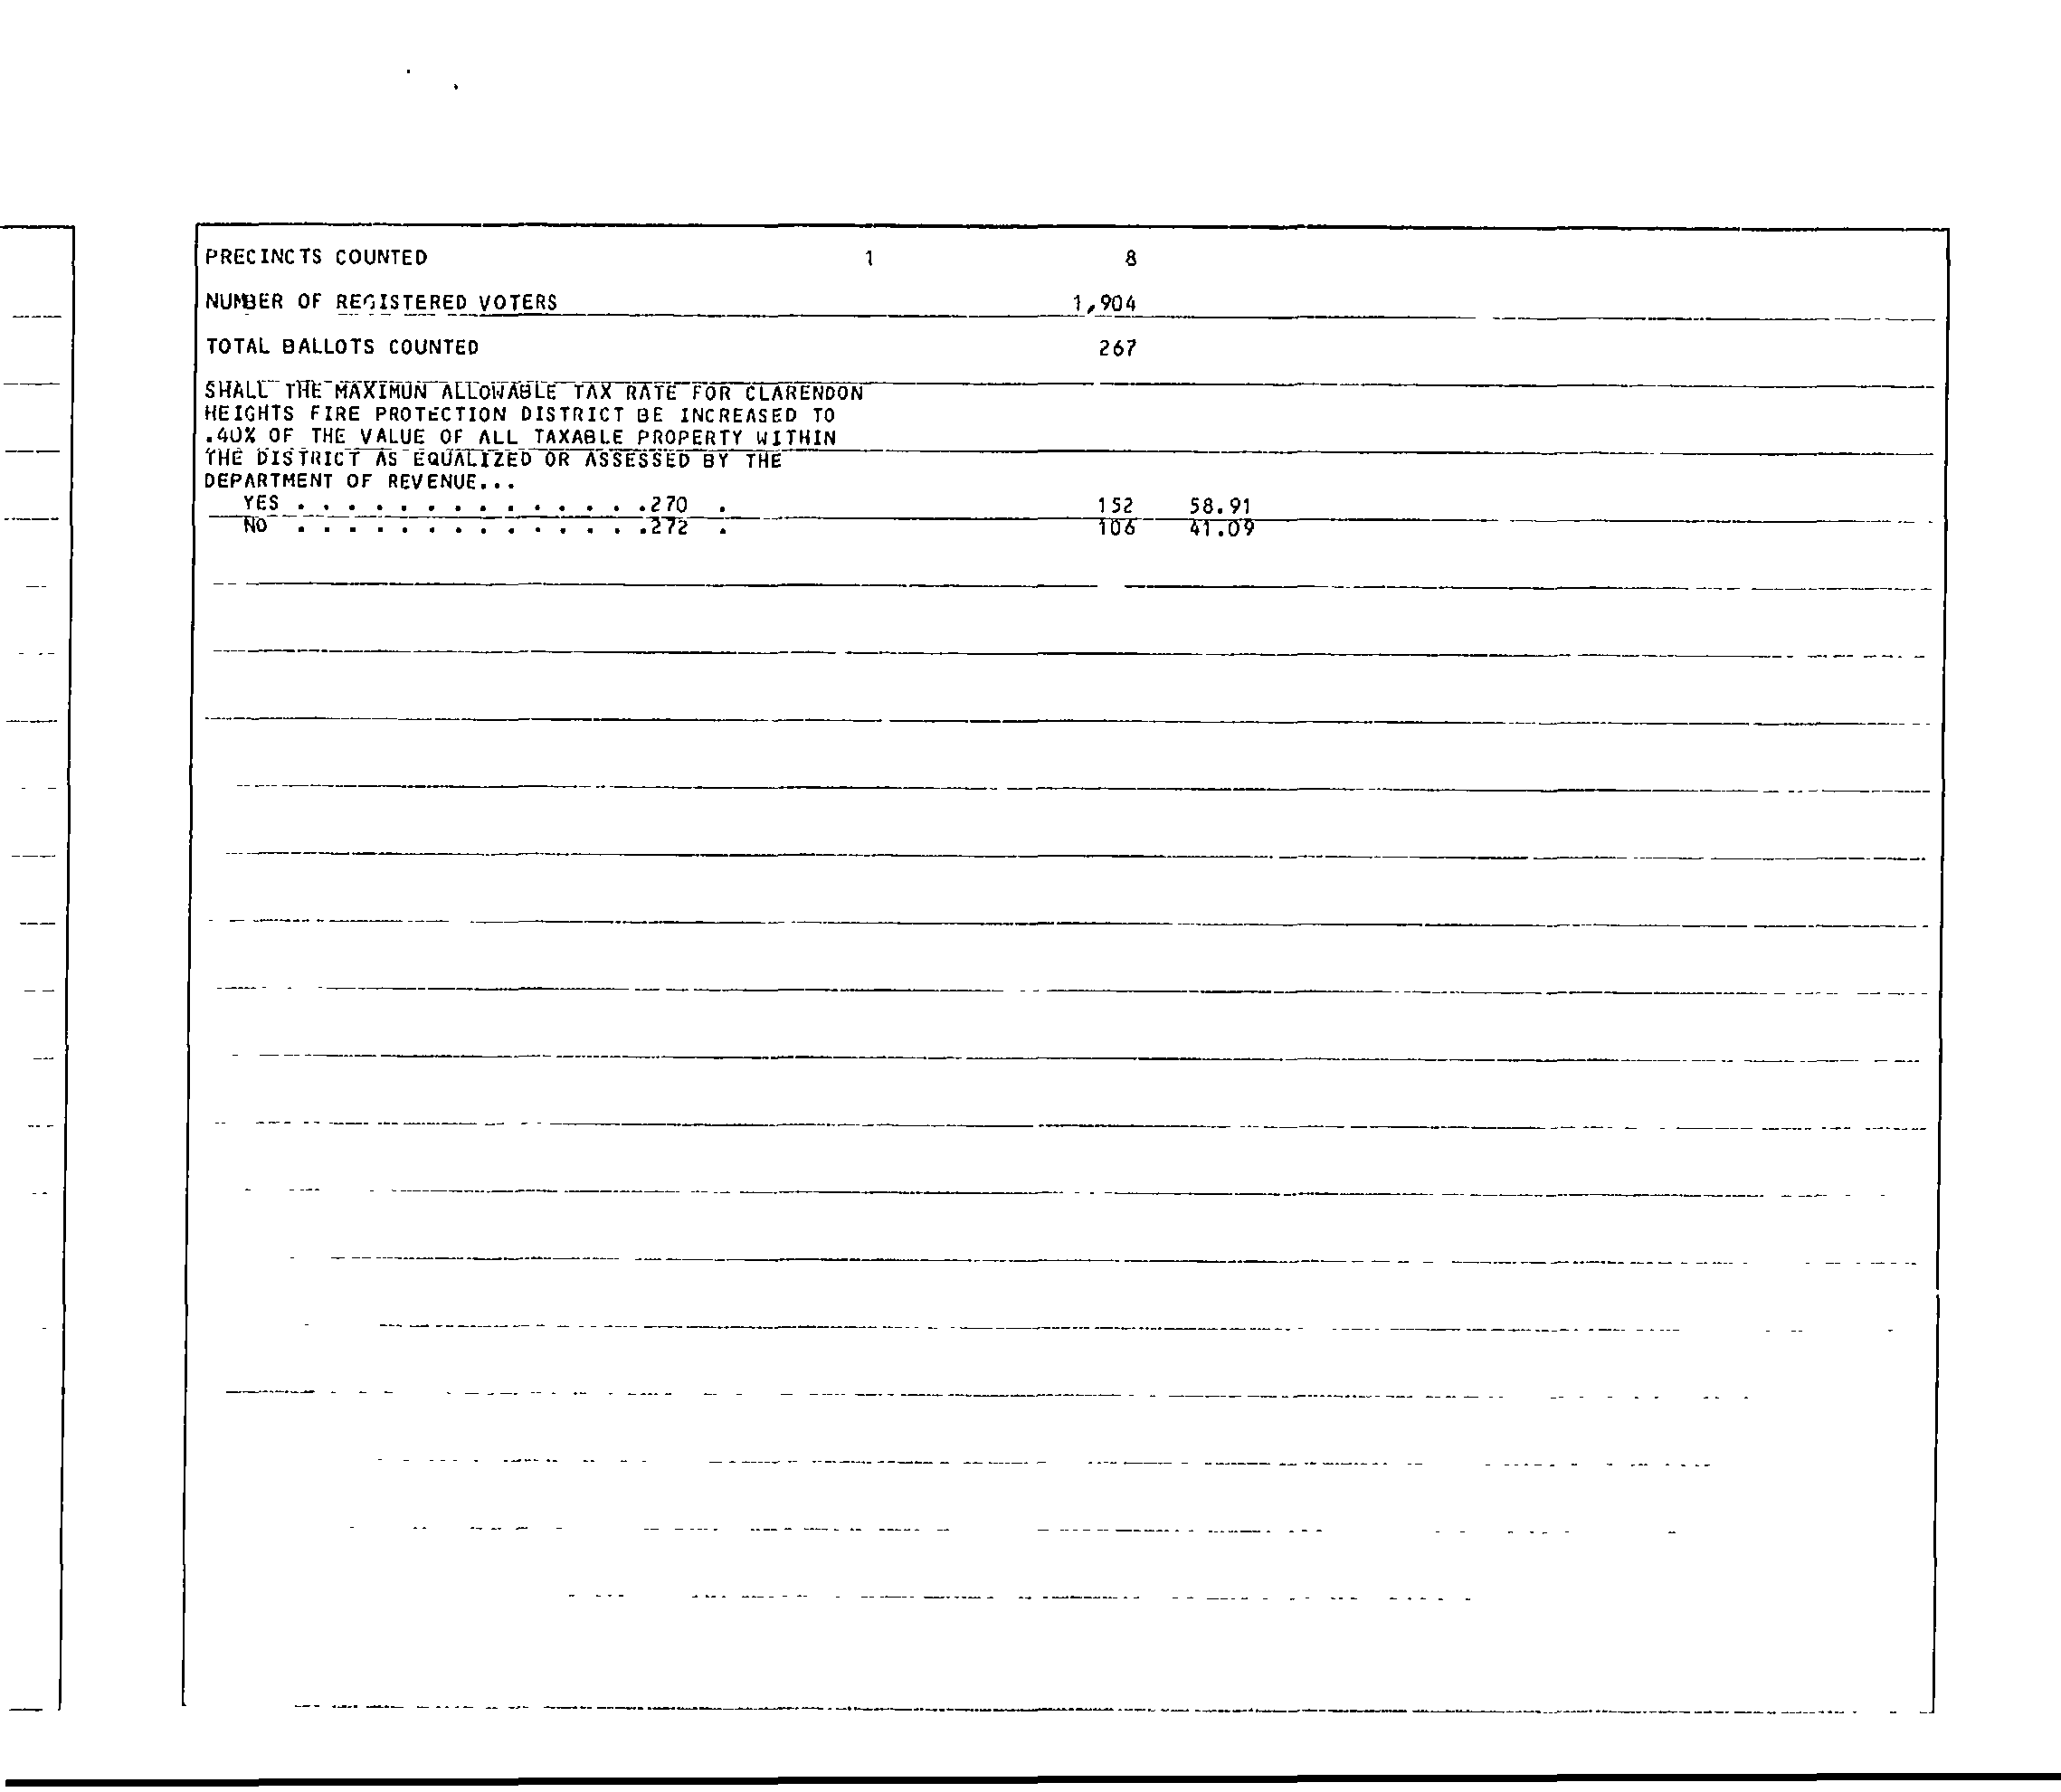 PRECINCTS COUNTED 1 8
NUMBER OF REGISTERED VOTERS 1,904
TOTAL BALLOTS COUNTED 267
SHALL THE MAXIMUN ALLOWABLE TAX RATE FOR CLARENDON
HEIGHTS FIRE PROTECTION DISTRICT BE INCREASED TO
.40% OF THE VALUE OF ALL TAXABLE PROPERTY WITHIN
THE DISTRICT AS EQUALIZED OR ASSESSED BY THE
DEPARTMENT OF REVENUE...
YES . . . . . . . . . . . . . .270 . 152 58.91
NO . . . . . . . . . . . . . .272 . 106 41.09